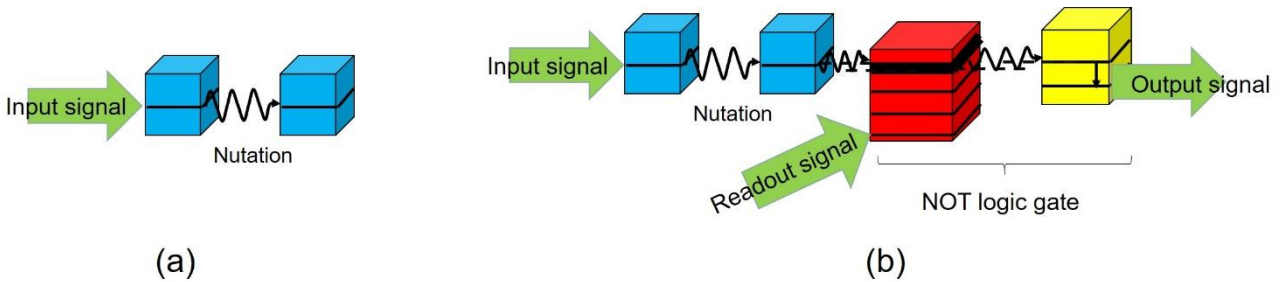 Input signal
Nutation
(a)
Input signal
Nutation
Readout signal
Output signal
NOT logic gate
(b)